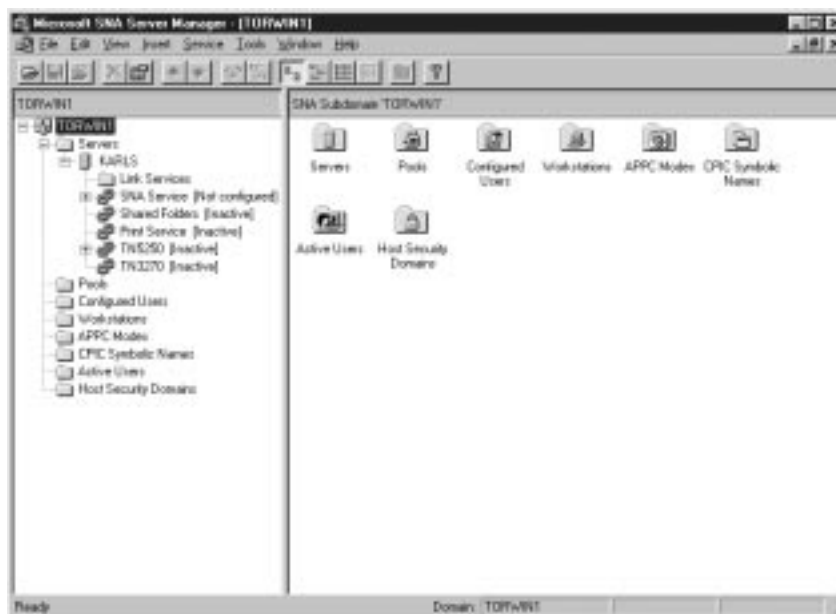 Microsoft SNA Server Manager - [TORWIN1]
File Edit View Insert Service Tools Window Help
TORWIN1
TORWIN1
Servers
KARLS
Link Services
SNA Service [Not configured]
Shared Folders [Inactive]
Print Service [Inactive]
TN5250 [Inactive]
TN3270 [Inactive]
Pools
Configured Users
Workstations
APPC Modes
CPIC Symbolic Names
Active Users
Host Security Domains
SNA Subdomain 'TORWIN1'
Servers
Pools
Configured Users
Workstations
APPC Modes
CPIC Symbolic Names
Active Users
Host Security Domains
Ready
Domain: TORWIN1